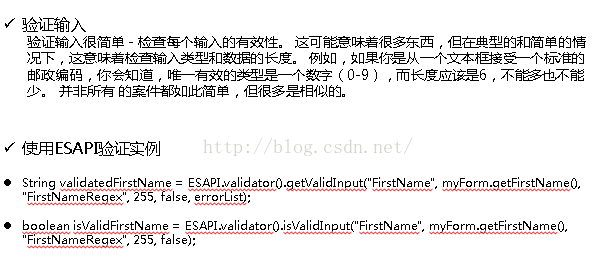 ✓ 验证输入
验证输入很简单 - 检查每个输入的有效性。 这可能意味着很多东西，但在典型的和简单的情
况下，这意味着检查输入类型和数据的长度。 例如，如果你是从一个文本框接受一个标准的
邮政编码，你会知道，唯一有效的类型是一个数字（0-9），而长度应该是6，不能多也不能
少。 并非所有 的案件都如此简单，但很多是相似的。
✓ 使用ESAPI验证实例
http://blog.csdn.net/
● String validatedFirstName = ESAPI.validator().getValidInput("FirstName", myForm.getFirstName(),
"FirstNameRegex", 255, false, errorList);
● boolean isValidFirstName = ESAPI.validator().isValidInput("FirstName", myForm.getFirstName(),
"FirstNameRegex", 255, false);